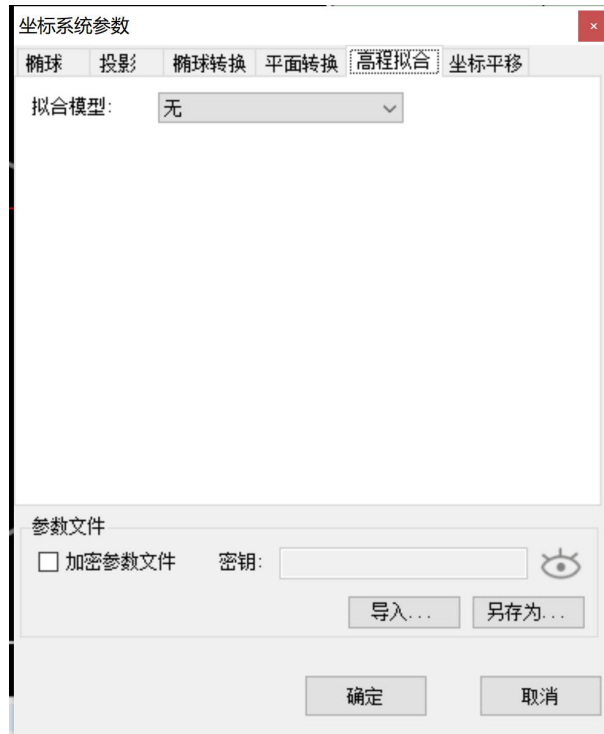 坐标系统参数
×
椭球 投影 椭球转换 平面转换 高程拟合 坐标平移
拟合模型: 无
参数文件
加密参数文件 密钥:
导入... 另存为...
确定 取消